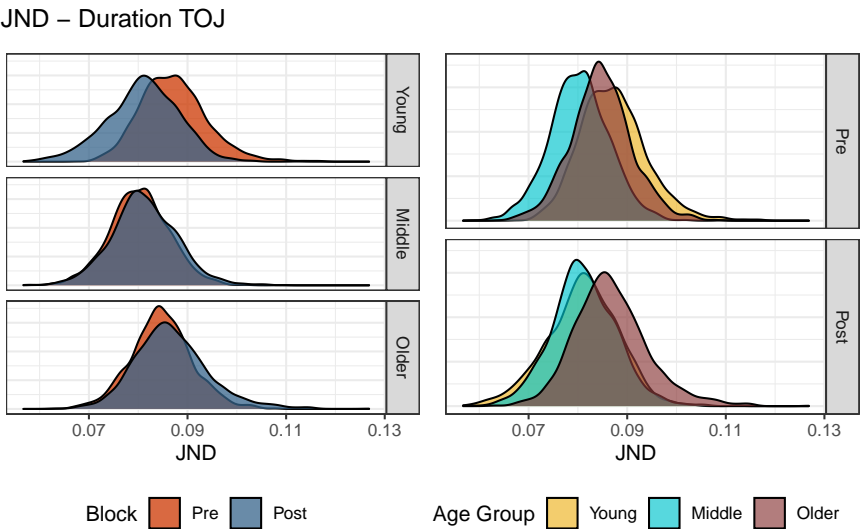 JND – Duration TOJ
Young
Middle
Older
0.07 0.09 0.11 0.13
JND
Block Pre Post
Pre
Post
0.07 0.09 0.11 0.13
JND
Age Group Young Middle Older